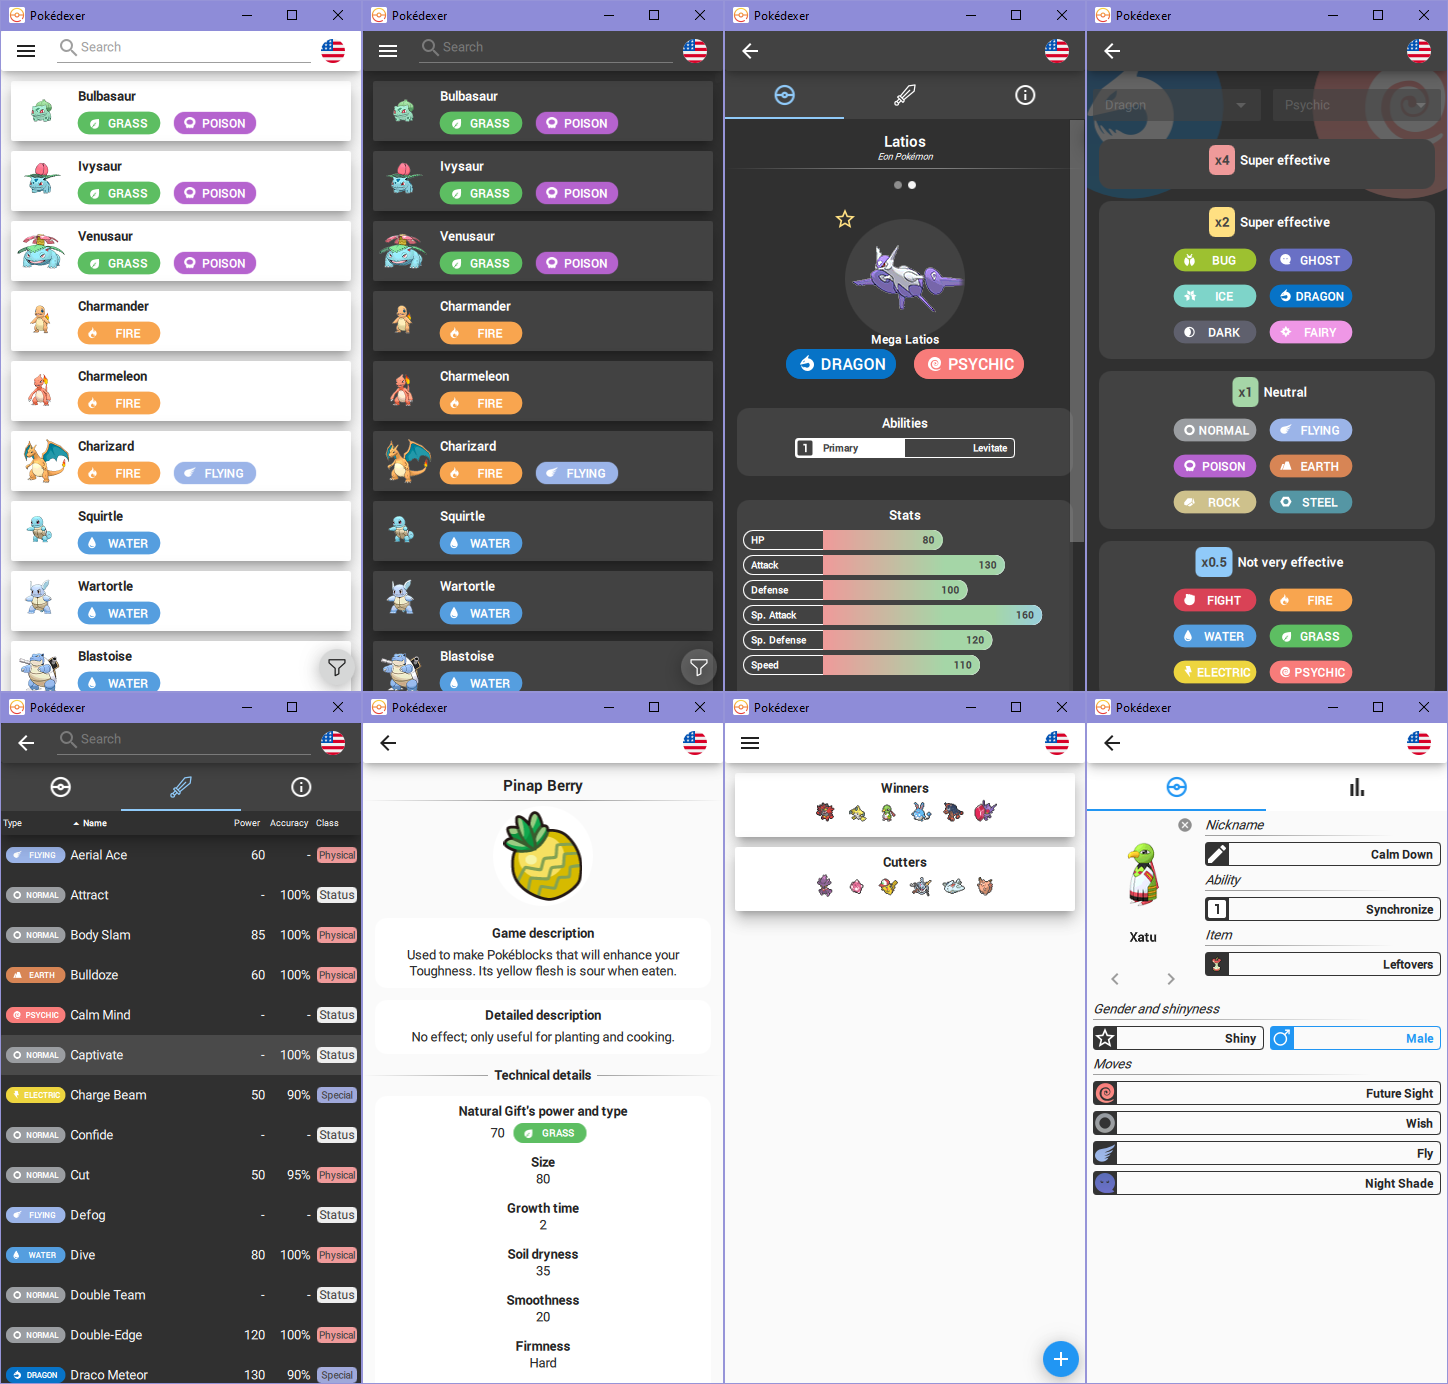 Pokédexer
Search
Bulbasaur
GRASS POISON
Ivysaur
GRASS POISON
Venusaur
GRASS POISON
Charmander
FIRE
Charmeleon
FIRE
Charizard
FIRE FLYING
Squirtle
WATER
Wartortle
WATER
Blastoise
WATER
Pokédexer
Search
Bulbasaur
GRASS POISON
Ivysaur
GRASS POISON
Venusaur
GRASS POISON
Charmander
FIRE
Charmeleon
FIRE
Charizard
FIRE FLYING
Squirtle
WATER
Wartortle
WATER
Blastoise
WATER
Pokédexer
Latios
Eon Pokémon
Mega Latios
DRAGON PSYCHIC
Abilities
1 Primary Levitate
Stats
HP 80
Attack 130
Defense 100
Sp. Attack 160
Sp. Defense 120
Speed 110
Pokédexer
Dragon Psychic
x4 Super effective
x2 Super effective
BUG GHOST
ICE DRAGON
DARK FAIRY
x1 Neutral
NORMAL FLYING
POISON EARTH
ROCK STEEL
x0.5 Not very effective
FIGHT FIRE
WATER GRASS
ELECTRIC PSYCHIC
Pokédexer
Search
Type Name Power Accuracy Class
FLYING Aerial Ace 60 - Physical
NORMAL Attract - 100% Status
NORMAL Body Slam 85 100% Physical
EARTH Bulldoze 60 100% Physical
PSYCHIC Calm Mind - - Status
NORMAL Captivate - 100% Status
ELECTRIC Charge Beam 50 90% Special
NORMAL Confide - - Status
NORMAL Cut 50 95% Physical
FLYING Defog - - Status
WATER Dive 80 100% Physical
NORMAL Double Team - - Status
NORMAL Double-Edge 120 100% Physical
DRAGON Draco Meteor 130 90% Special
Pokédexer
Pinap Berry
Game description
Used to make Pokéblocks that will enhance your
Toughness. Its yellow flesh is sour when eaten.
Detailed description
No effect; only useful for planting and cooking.
Technical details
Natural Gift's power and type
70 GRASS
Size
80
Growth time
2
Soil dryness
35
Smoothness
20
Firmness
Hard
Pokédexer
Winners
Cutters
Pokédexer
Nickname
Calm Down
Ability
1 Synchronize
Xatu
Item
Leftovers
Gender and shinyness
Shiny Male
Moves
Future Sight
Wish
Fly
Night Shade